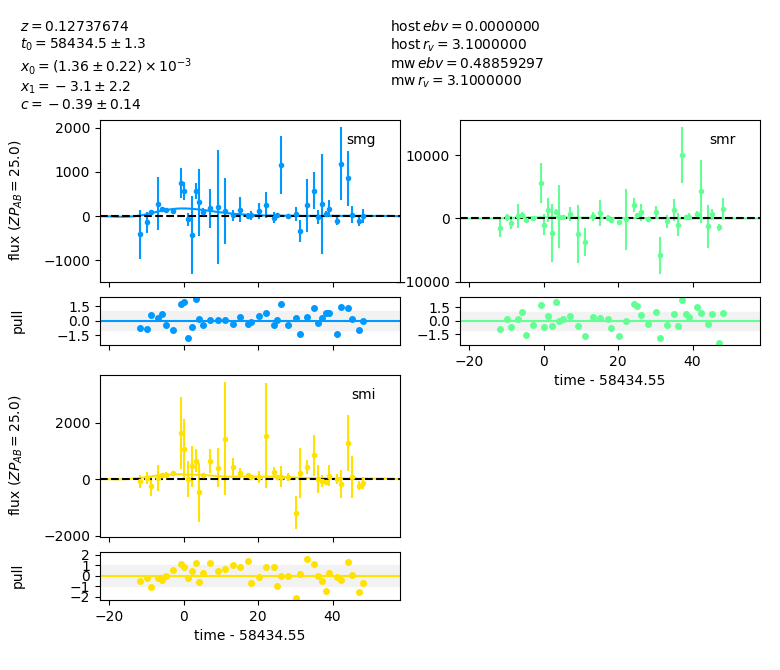 z = 0.12737674
t₀ = 58434.5 ± 1.3
x₀ = (1.36 ± 0.22) × 10⁻³
x₁ = −3.1 ± 2.2
c = −0.39 ± 0.14
host ebv = 0.0000000
host r_v = 3.1000000
mw ebv = 0.48859297
mw r_v = 3.1000000
flux (ZP_AB = 25.0)
2000
1000
0
−1000
smg
10000
0
10000
smr
pull
1.5
0.0
−1.5
1.5
0.0
−1.5
−20
0
20
40
time - 58434.55
flux (ZP_AB = 25.0)
2000
0
−2000
smi
pull
2
1
0
−1
−2
−20
0
20
40
time - 58434.55